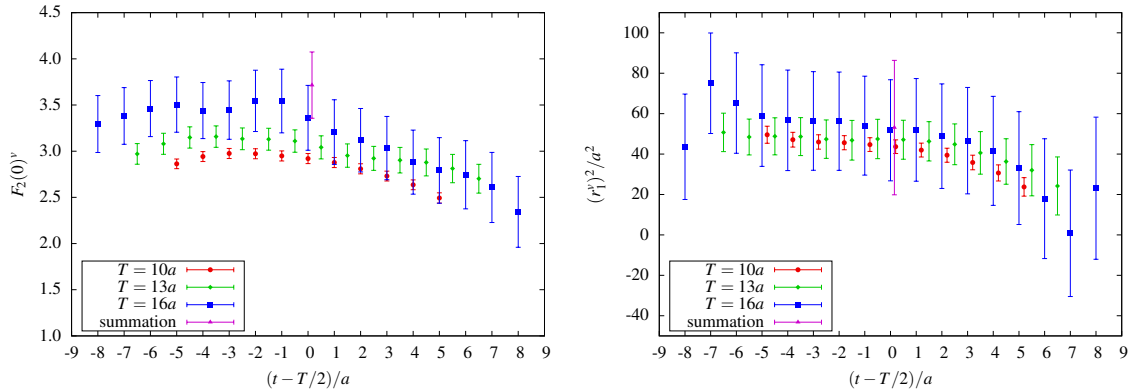 4.5
4.0
3.5
3.0
2.5
2.0
1.5
1.0
F₂(0)ᵛ
T = 10a
T = 13a
T = 16a
summation
-9 -8 -7 -6 -5 -4 -3 -2 -1 0 1 2 3 4 5 6 7 8 9
(t − T/2)/a
100
80
60
40
20
0
-20
-40
(r₁ᵛ)²/a²
T = 10a
T = 13a
T = 16a
summation
-9 -8 -7 -6 -5 -4 -3 -2 -1 0 1 2 3 4 5 6 7 8 9
(t − T/2)/a